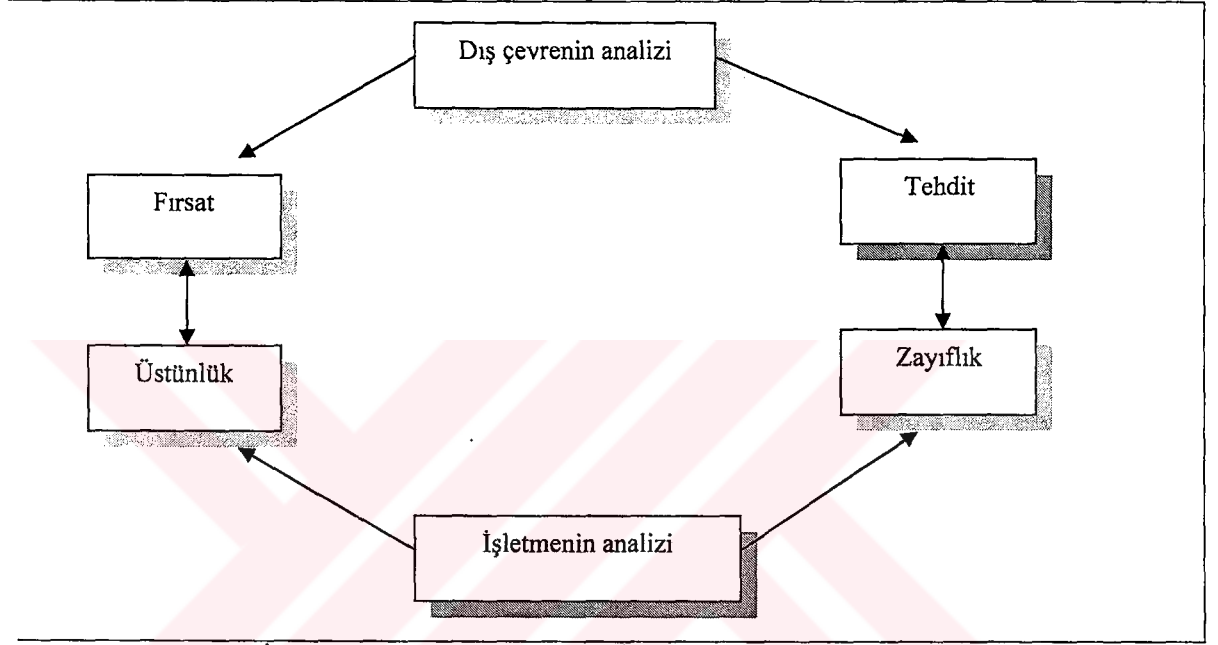 Dış çevrenin analizi
Fırsat
Tehdit
Üstünlük
Zayıflık
İşletmenin analizi